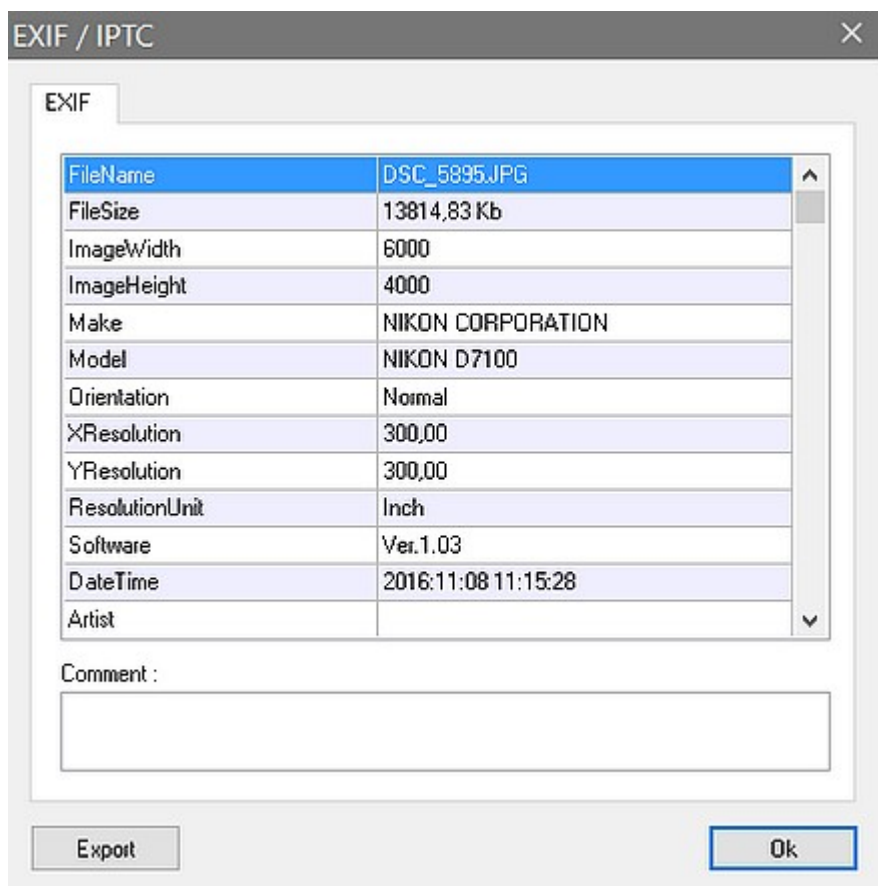 EXIF / IPTC
EXIF
FileName DSC_5895.JPG
FileSize 13814,83 Kb
ImageWidth 6000
ImageHeight 4000
Make NIKON CORPORATION
Model NIKON D7100
Orientation Normal
XResolution 300,00
YResolution 300,00
ResolutionUnit Inch
Software Ver.1.03
DateTime 2016:11:08 11:15:28
Artist
Comment :
Export Ok